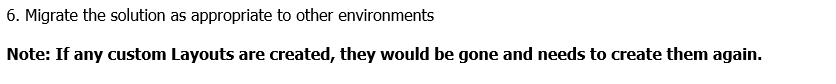 6. Migrate the solution as appropriate to other environments
Note: If any custom Layouts are created, they would be gone and needs to create them again.